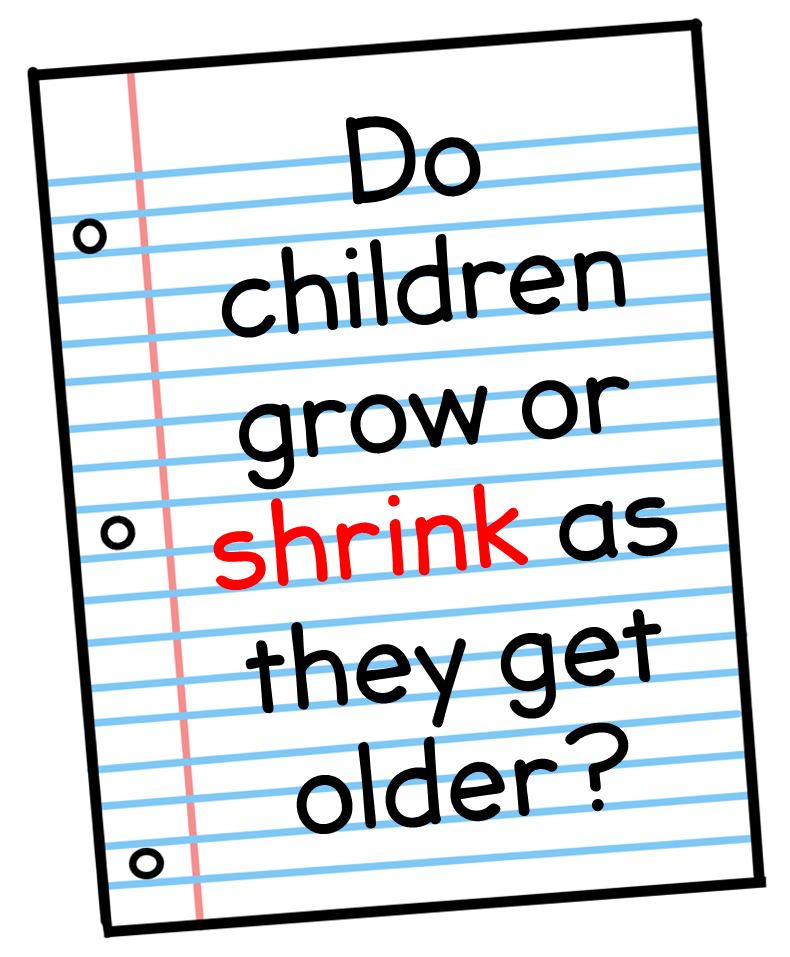 Do
children
grow or
shrink as
they get
older?